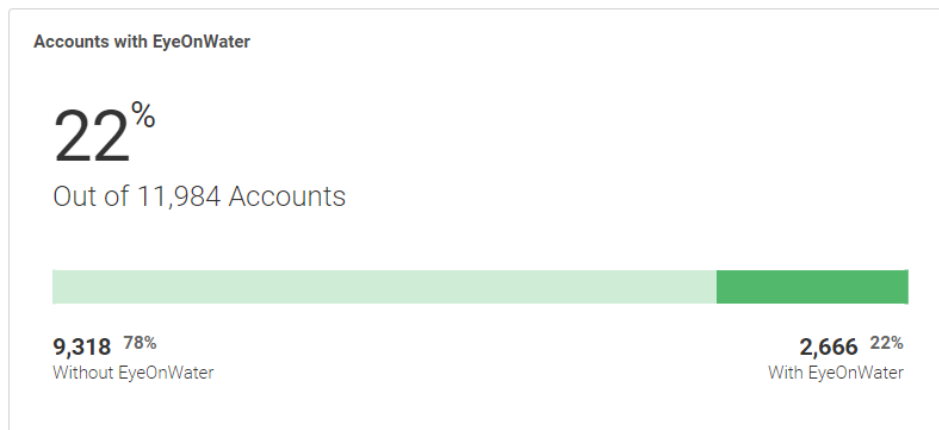 Accounts with EyeOnWater
22%
Out of 11,984 Accounts
9,318 78%
Without EyeOnWater
2,666 22%
With EyeOnWater